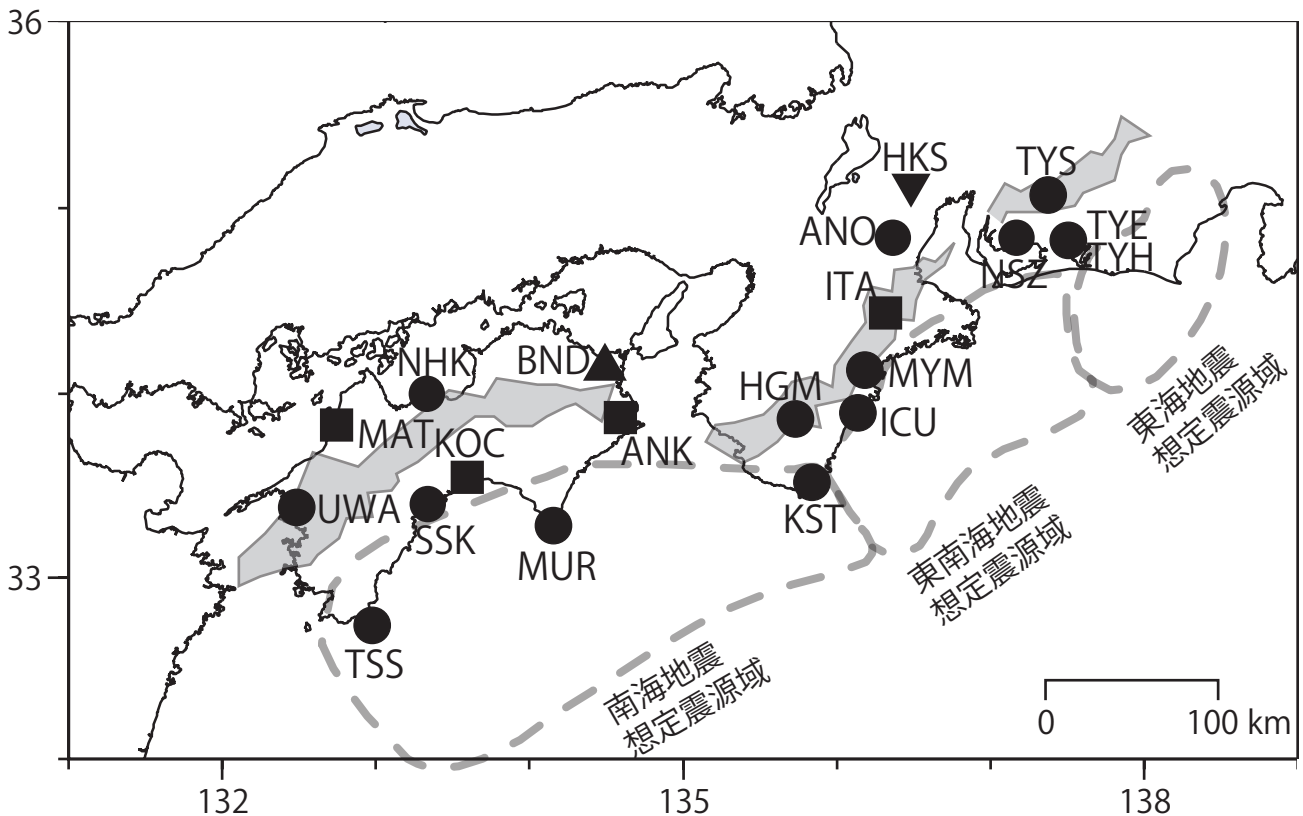 36
HKS
TYS
ANO
TYE
TYH
NSZ
ITA
NHK
BND
MYM
HGM
東海地震
想定震源域
MAT
KOC
ICU
ANK
UWA
SSK
KST
MUR
東南海地震
想定震源域
33
TSS
南海地震
想定震源域
0
100 km
132
135
138